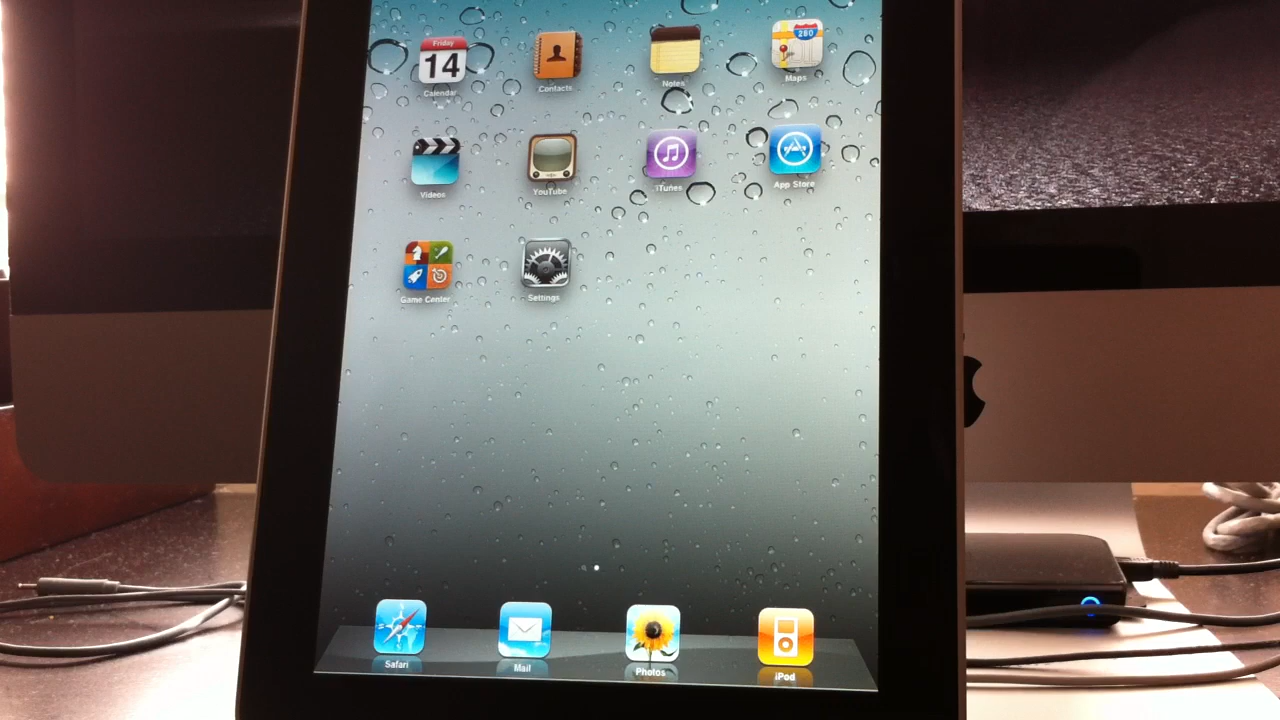 Friday
14
Calendar
Contacts
Notes
280
Maps
Videos
YouTube
iTunes
App Store
Game Center
Settings
Safari
Mail
Photos
iPod